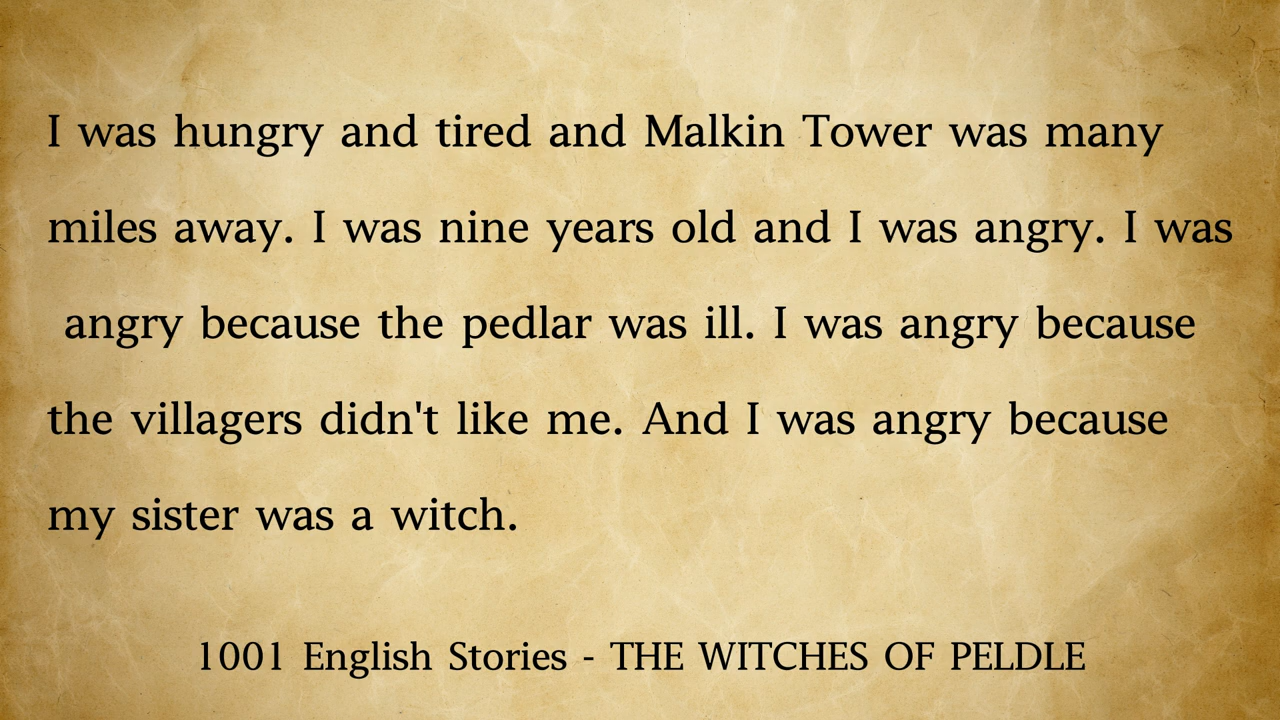 I was hungry and tired and Malkin Tower was many
miles away. I was nine years old and I was angry. I was
angry because the pedlar was ill. I was angry because
the villagers didn't like me. And I was angry because
my sister was a witch.
1001 English Stories - THE WITCHES OF PELDLE